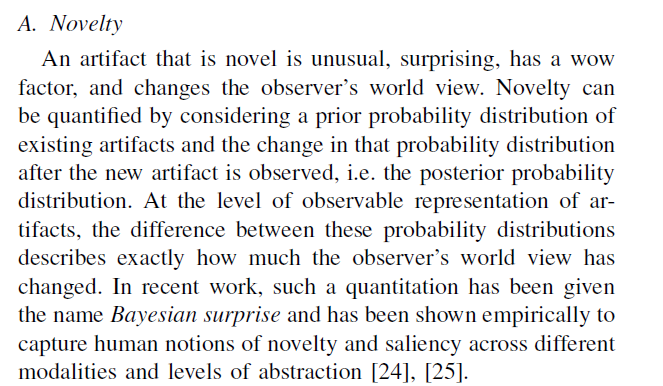 A. Novelty
An artifact that is novel is unusual, surprising, has a wow
factor, and changes the observer's world view. Novelty can
be quantified by considering a prior probability distribution of
existing artifacts and the change in that probability distribution
after the new artifact is observed, i.e. the posterior probability
distribution. At the level of observable representation of ar-
tifacts, the difference between these probability distributions
describes exactly how much the observer's world view has
changed. In recent work, such a quantitation has been given
the name Bayesian surprise and has been shown empirically to
capture human notions of novelty and saliency across different
modalities and levels of abstraction [24], [25].